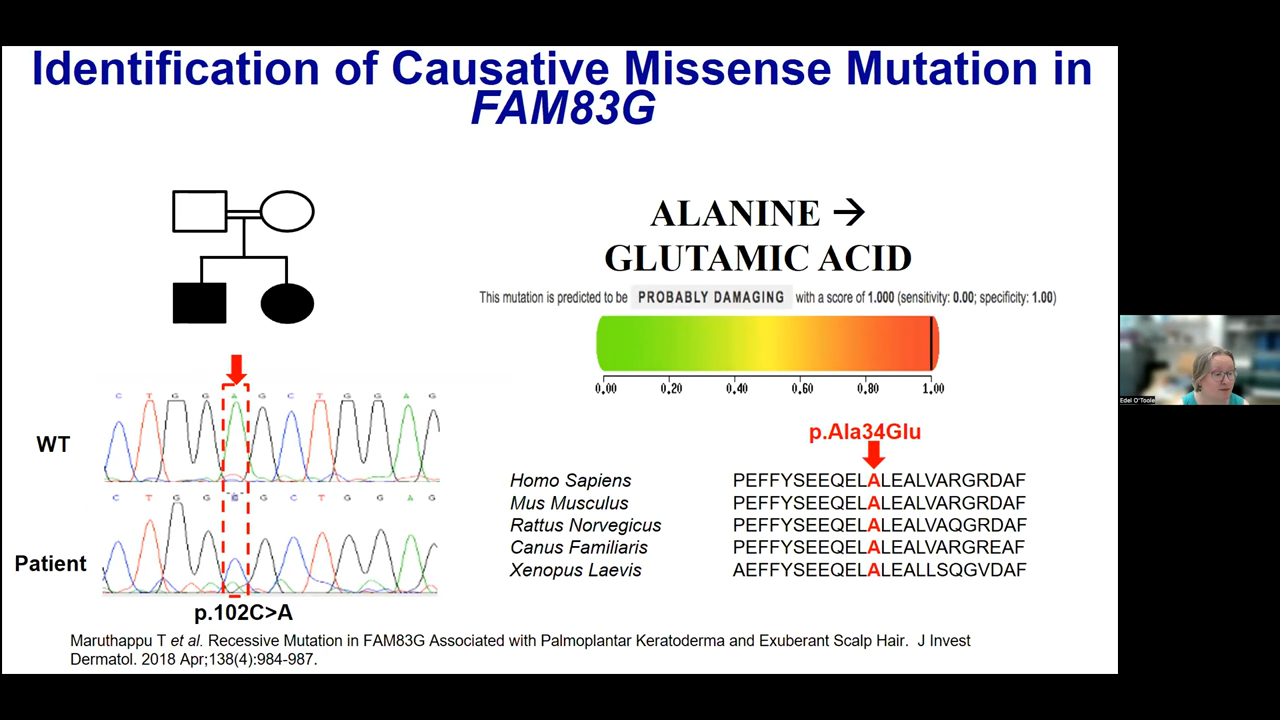 Identification of Causative Missense Mutation in
FAM83G
ALANINE →
GLUTAMIC ACID
This mutation is predicted to be PROBABLY DAMAGING with a score of 1.000 (sensitivity: 0.00; specificity: 1.00)
0.00 0.20 0.40 0.60 0.80 1.00
C T G G A G C T G G A G
WT
C T G G C G C T G G A G
Patient
p.102C>A
p.Ala34Glu
Homo Sapiens PEFFYSEEQELALEALVARGRDAF
Mus Musculus PEFFYSEEQELALEALVARGRDAF
Rattus Norvegicus PEFFYSEEQELALEALVAQGRDAF
Canus Familiaris PEFFYSEEQELALEALVARGREAF
Xenopus Laevis AEFFYSEEQELALEALLSQGVDAF
Maruthappu T et al. Recessive Mutation in FAM83G Associated with Palmoplantar Keratoderma and Exuberant Scalp Hair. J Invest
Dermatol. 2018 Apr;138(4):984-987.
Edel O'Toole